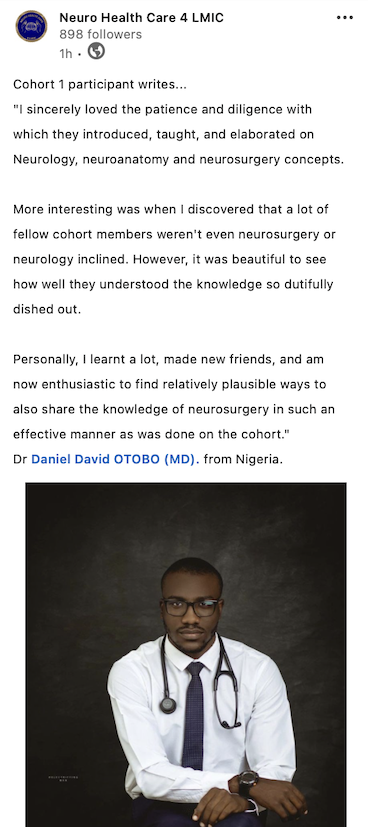 Neuro Health Care 4 LMIC
898 followers
1h •
Cohort 1 participant writes...
"I sincerely loved the patience and diligence with
which they introduced, taught, and elaborated on
Neurology, neuroanatomy and neurosurgery concepts.
More interesting was when I discovered that a lot of
fellow cohort members weren't even neurosurgery or
neurology inclined. However, it was beautiful to see
how well they understood the knowledge so dutifully
dished out.
Personally, I learnt a lot, made new friends, and am
now enthusiastic to find relatively plausible ways to
also share the knowledge of neurosurgery in such an
effective manner as was done on the cohort."
Dr Daniel David OTOBO (MD). from Nigeria.